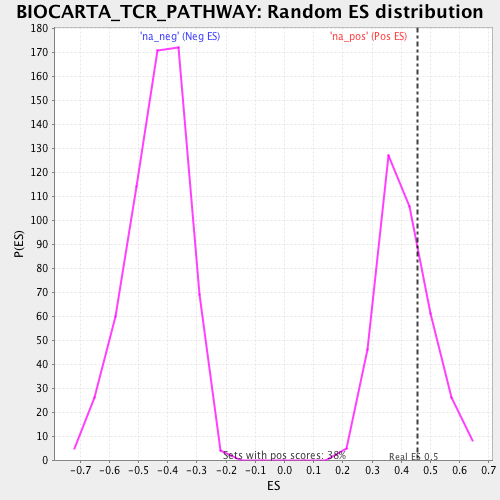 BIOCARTA_TCR_PATHWAY: Random ES distribution
'na_neg' (Neg ES) 'na_pos' (Pos ES)
180
170
160
150
140
130
120
110
100
90
80
70
60
50
40
30
20
10
0
P(ES)
Sets with pos scores: 38%
Real ES 0.5
-0.7 -0.6 -0.5 -0.4 -0.3 -0.2 -0.1 0.0 0.1 0.2 0.3 0.4 0.5 0.6 0.7
ES